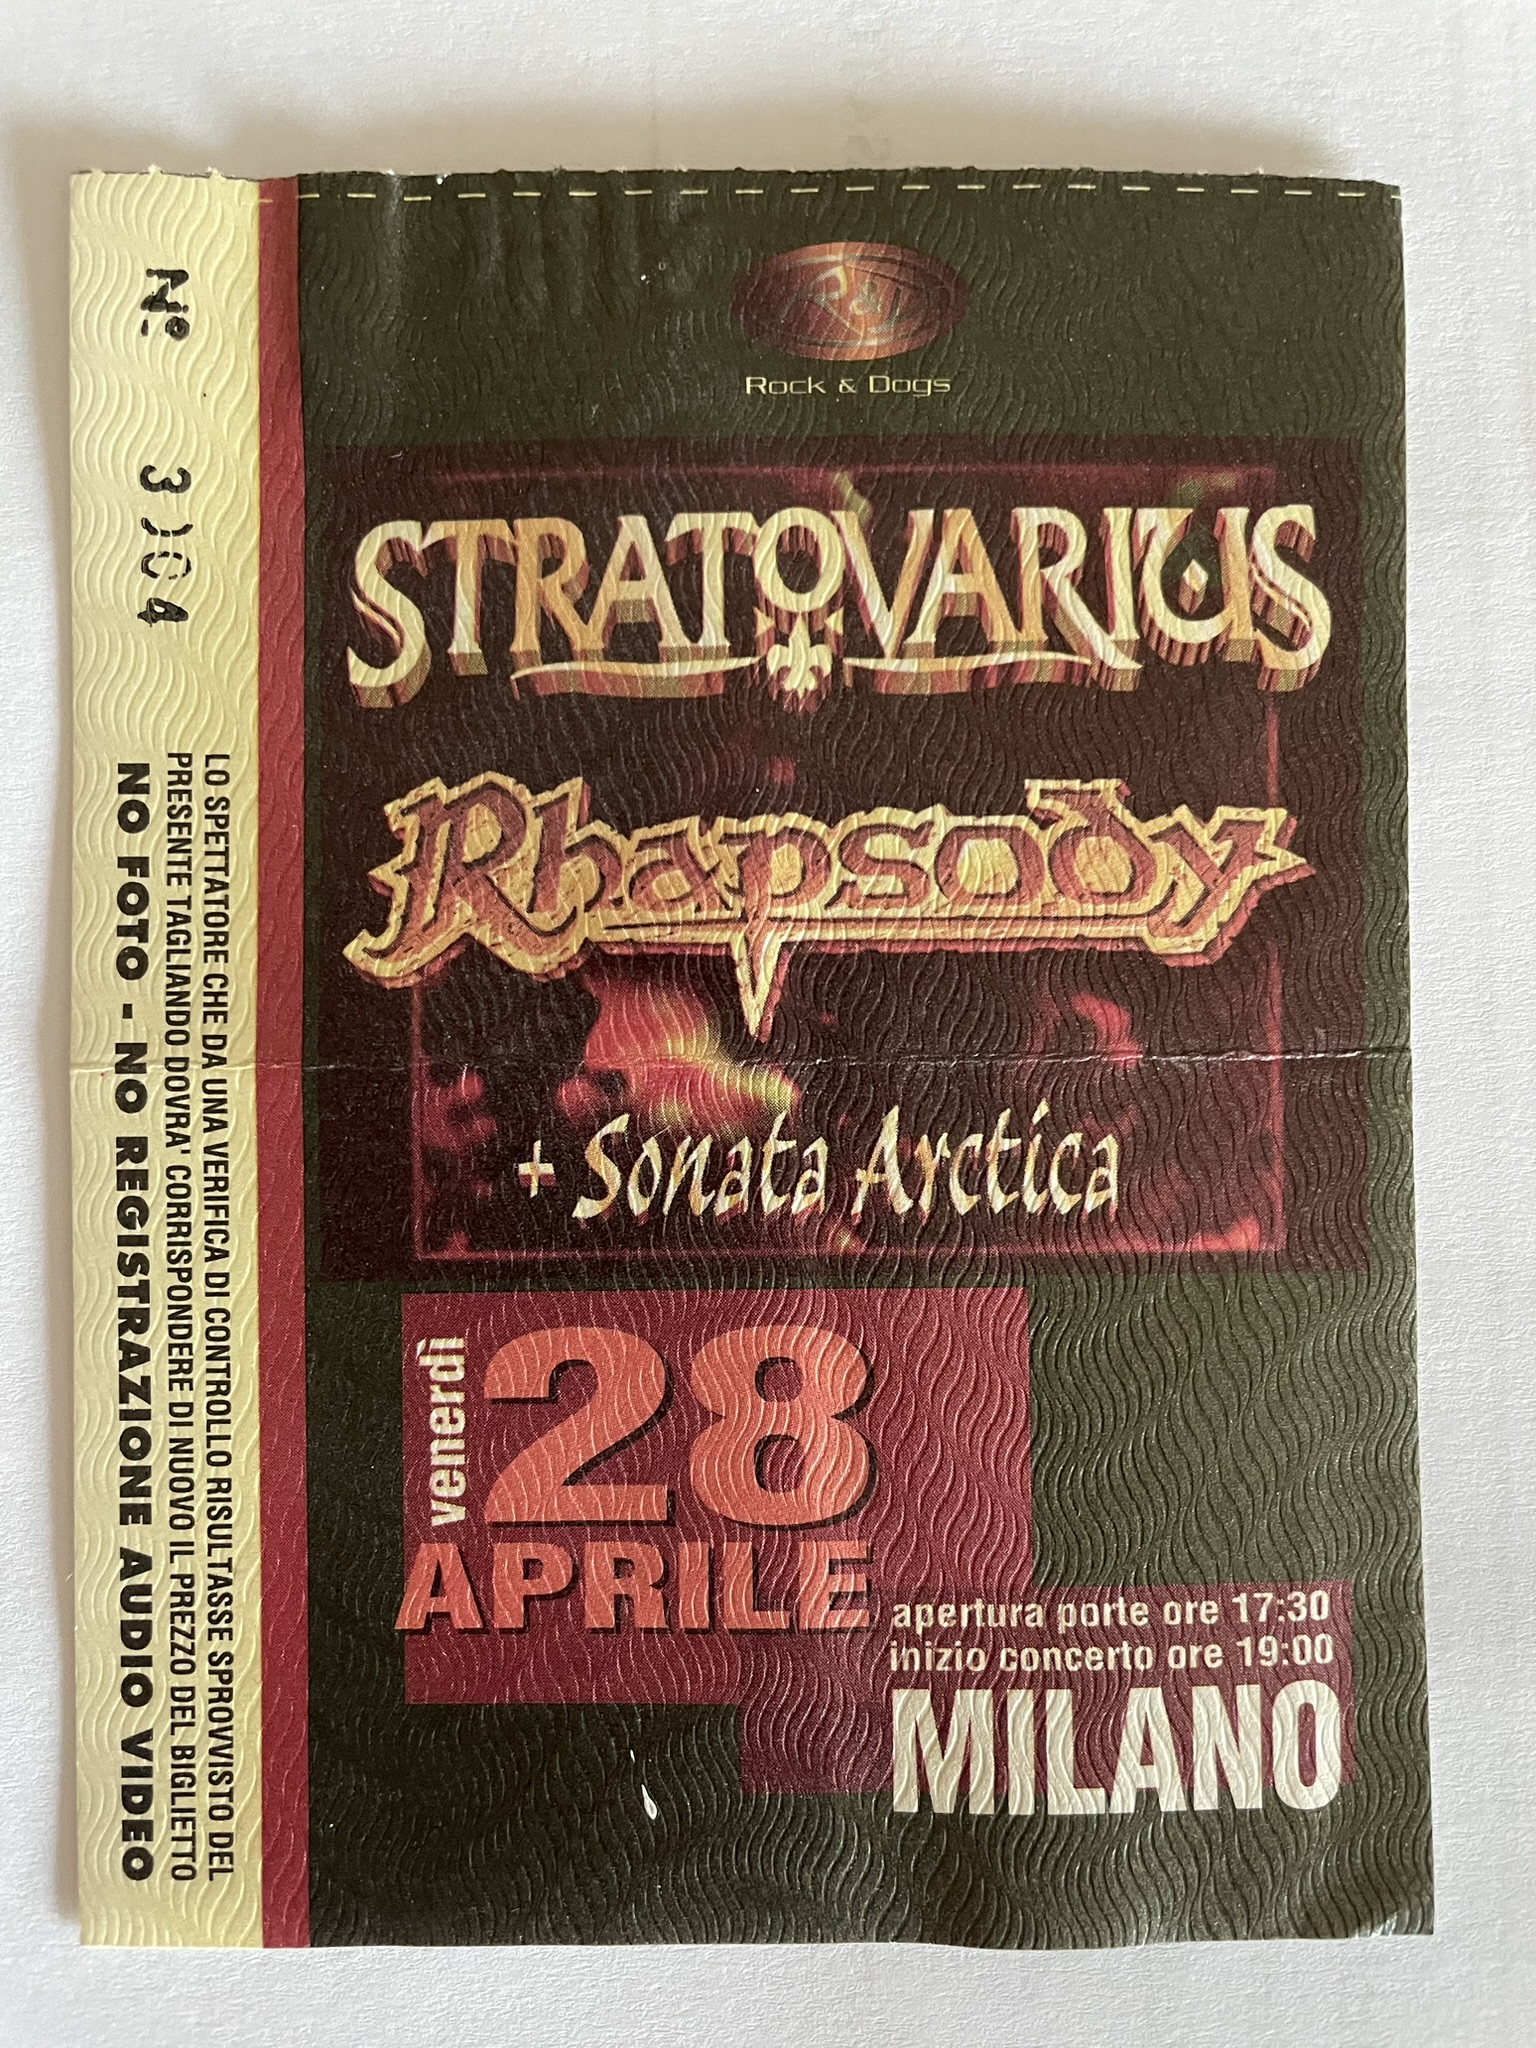 R&D
Rock & Dogs
STRATOVARIUS
Rhapsody
+ Sonata Arctica
venerdì
28
APRILE
apertura porte ore 17:30
inizio concerto ore 19:00
MILANO
N°
LO SPETTATORE CHE DA UNA VERIFICA DI CONTROLLO RISULTASSE SPROVVISTO DEL
PRESENTE TAGLIANDO DOVRA' CORRISPONDERE DI NUOVO IL PREZZO DEL BIGLIETTO
NO FOTO - NO REGISTRAZIONE AUDIO VIDEO